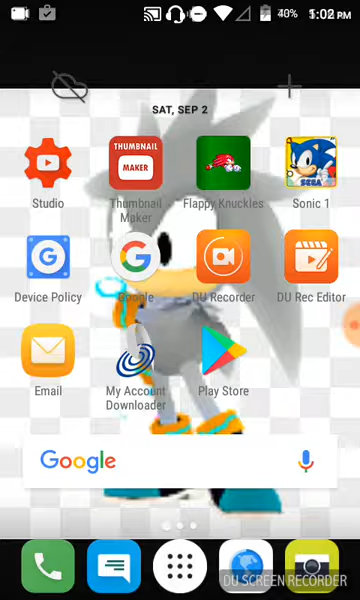 40% 1:02 PM
SAT, SEP 2
THUMBNAIL
MAKER
SEGA
Studio
Thumbnail
Maker
Flappy Knuckles
Sonic 1
Device Policy
Google
DU Recorder
DU Rec Editor
Email
My Account
Downloader
Play Store
Google
DU SCREEN RECORDER